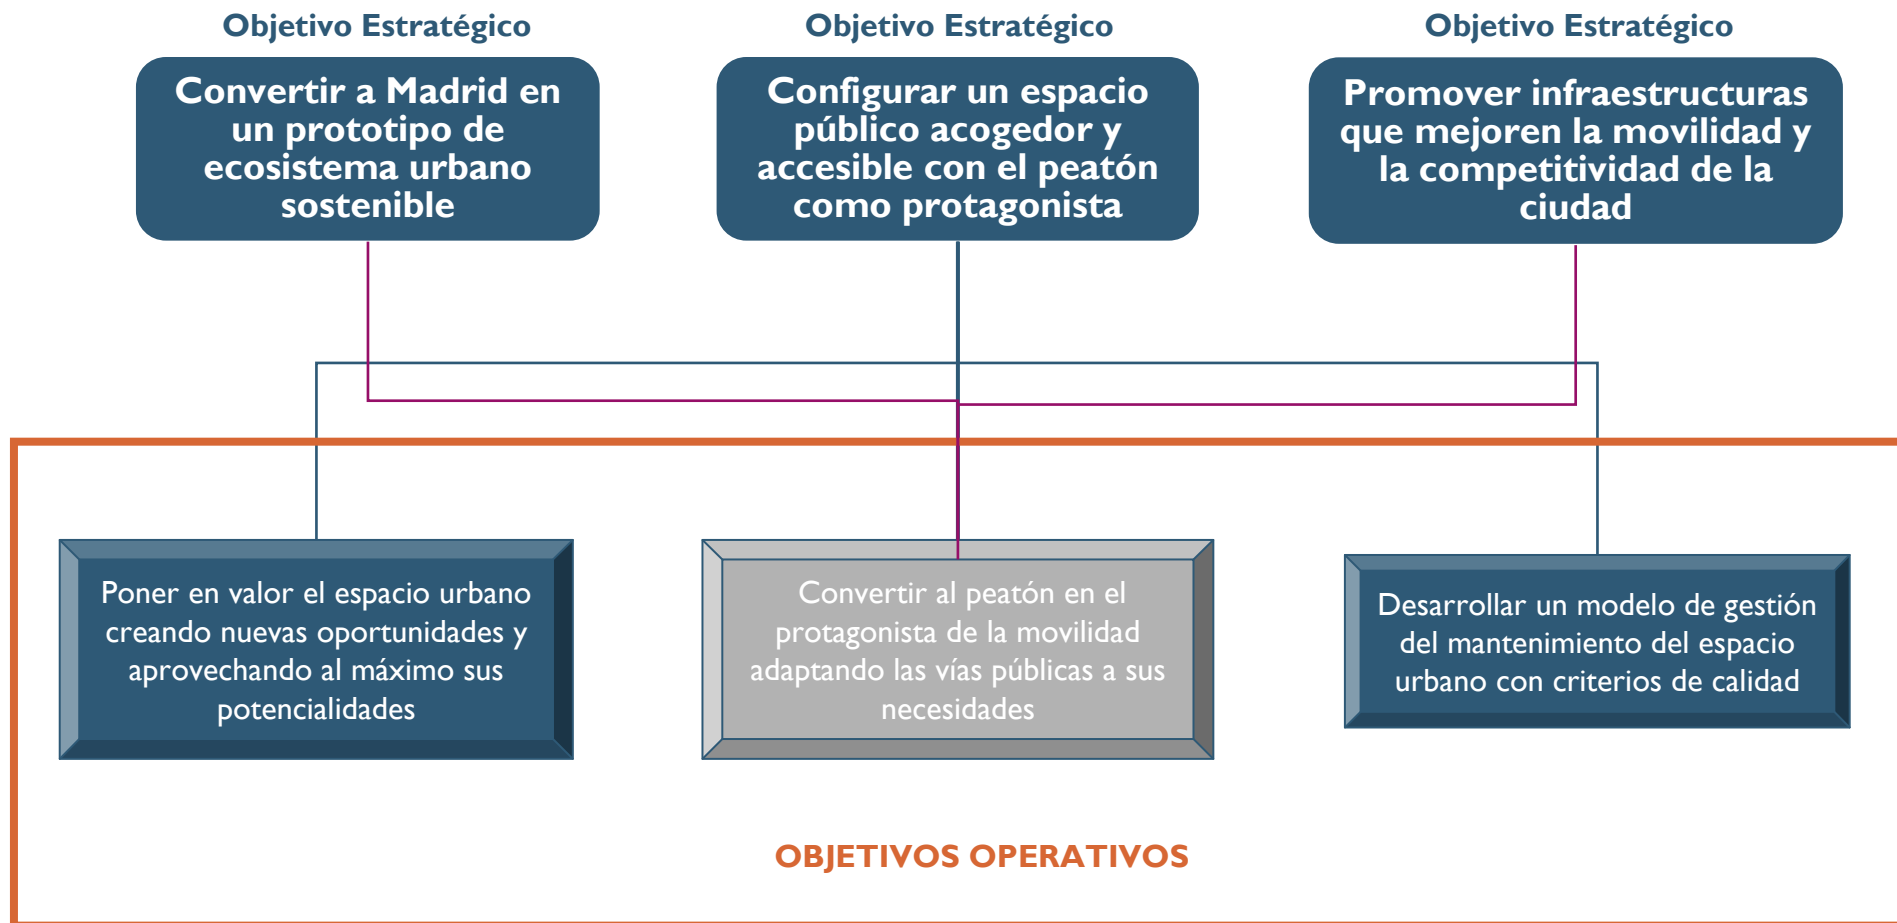 Objetivo Estratégico
Convertir a Madrid en
un prototipo de
ecosistema urbano
sostenible
Objetivo Estratégico
Configurar un espacio
público acogedor y
accesible con el peatón
como protagonista
Objetivo Estratégico
Promover infraestructuras
que mejoren la movilidad y
la competitividad de la
ciudad
Poner en valor el espacio urbano
creando nuevas oportunidades y
aprovechando al máximo sus
potencialidades
Convertir al peatón en el
protagonista de la movilidad
adaptando las vías públicas a sus
necesidades
Desarrollar un modelo de gestión
del mantenimiento del espacio
urbano con criterios de calidad
OBJETIVOS OPERATIVOS